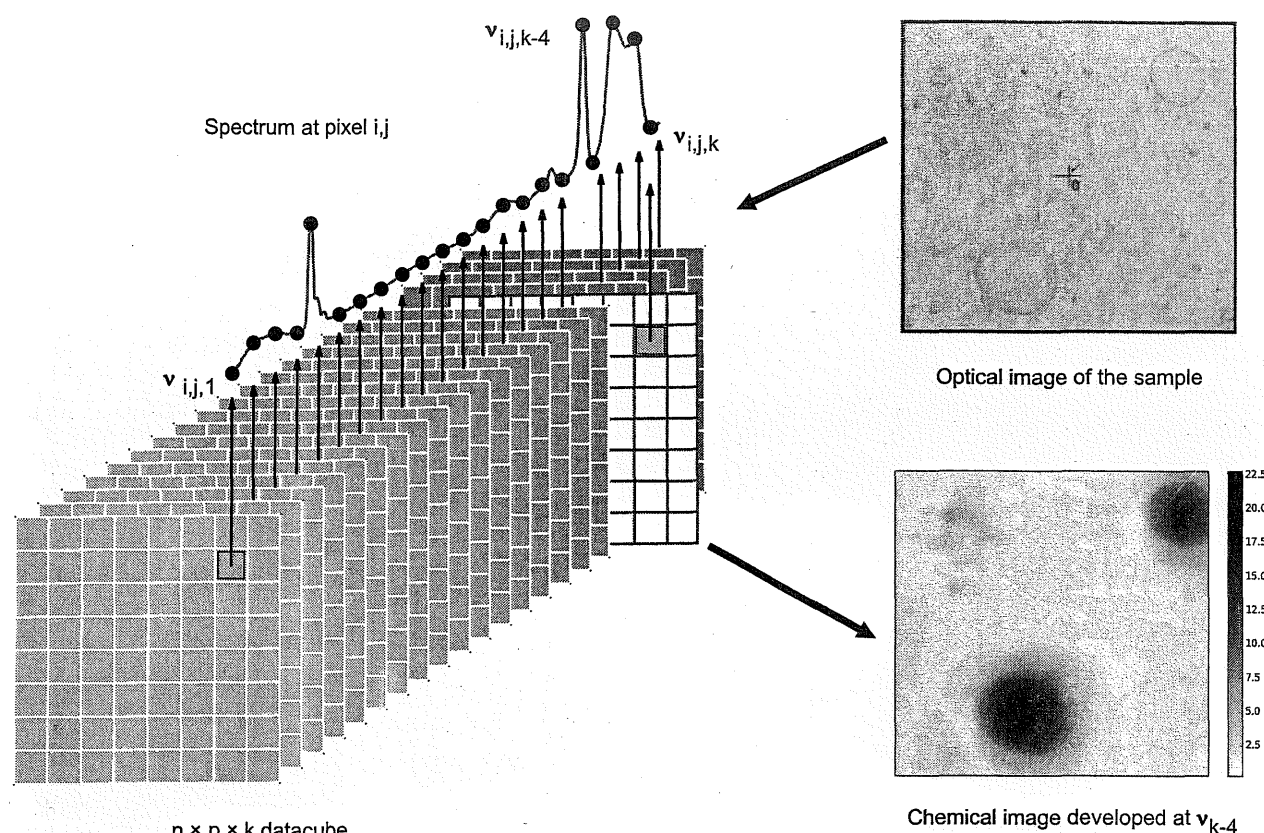 ν i,j,k-4
Spectrum at pixel i,j
ν i,j,k
ν i,j,1
Optical image of the sample
22.5
20.0
17.5
15.0
12.5
10.0
7.5
5.0
2.5
n × p × k datacube
Chemical image developed at ν k-4